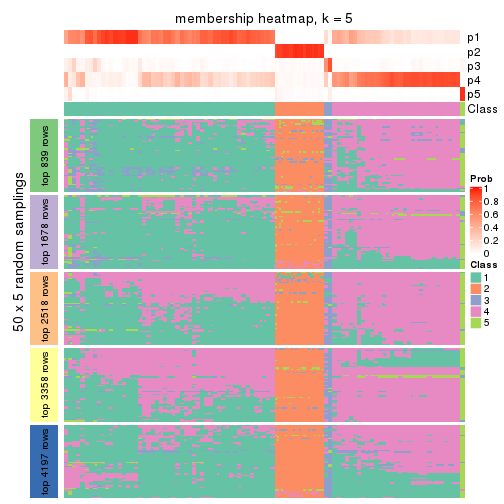 membership heatmap, k = 5
p1
p2
p3
p4
p5
Class
50 x 5 random samplings
top 839 rows
top 1678 rows
top 2518 rows
top 3358 rows
top 4197 rows
Prob
1
0.8
0.6
0.4
0.2
0
Class
1
2
3
4
5